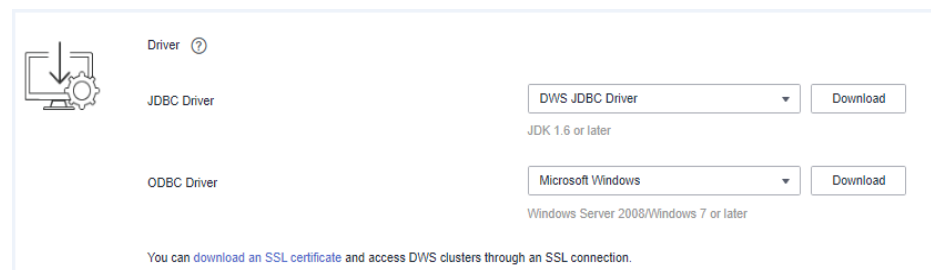 Driver ?
JDBC Driver
DWS JDBC Driver
Download
JDK 1.6 or later
ODBC Driver
Microsoft Windows
Download
Windows Server 2008/Windows 7 or later
You can download an SSL certificate and access DWS clusters through an SSL connection.